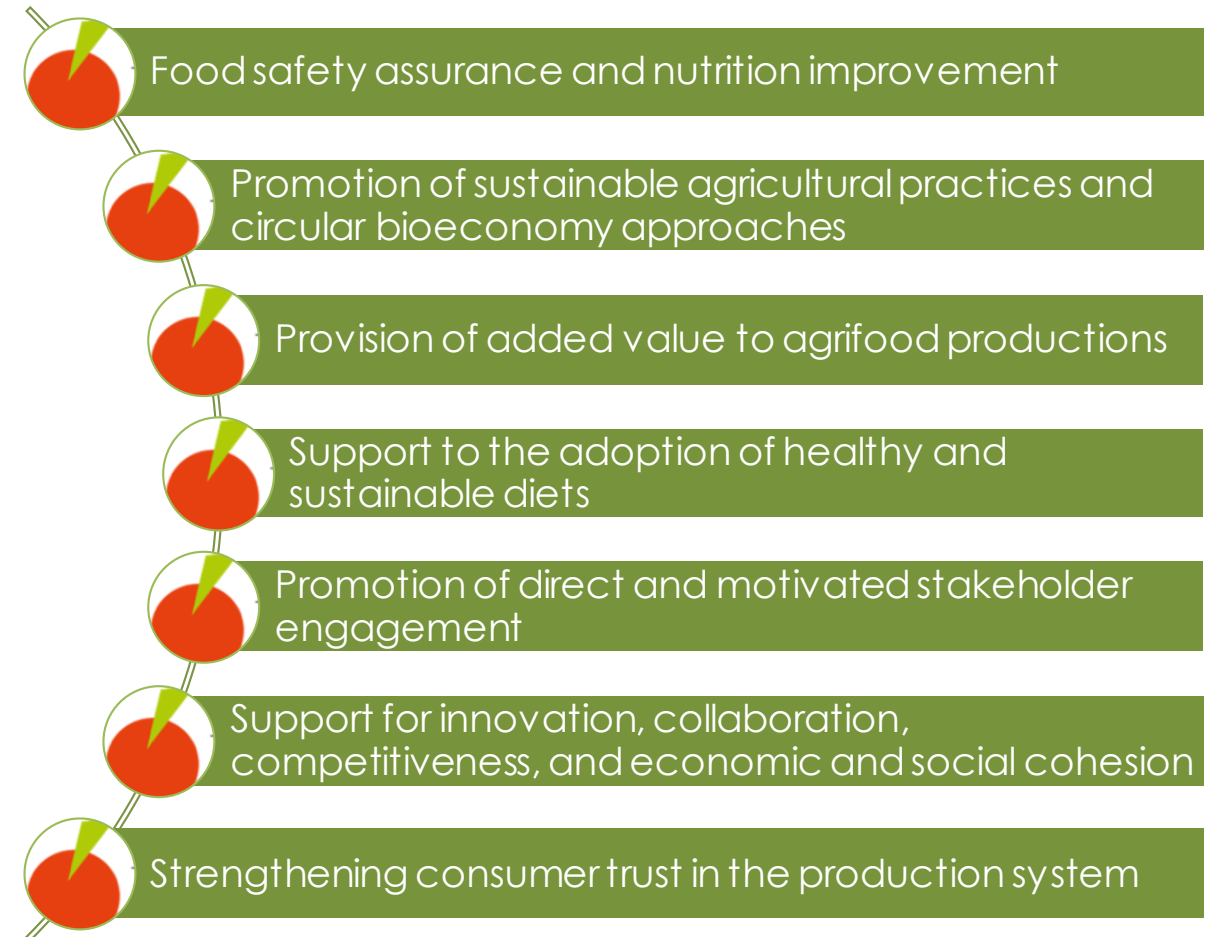 Food safety assurance and nutrition improvement
Promotion of sustainable agricultural practices and
circular bioeconomy approaches
Provision of added value to agrifood productions
Support to the adoption of healthy and
sustainable diets
Promotion of direct and motivated stakeholder
engagement
Support for innovation, collaboration,
competitiveness, and economic and social cohesion
Strengthening consumer trust in the production system